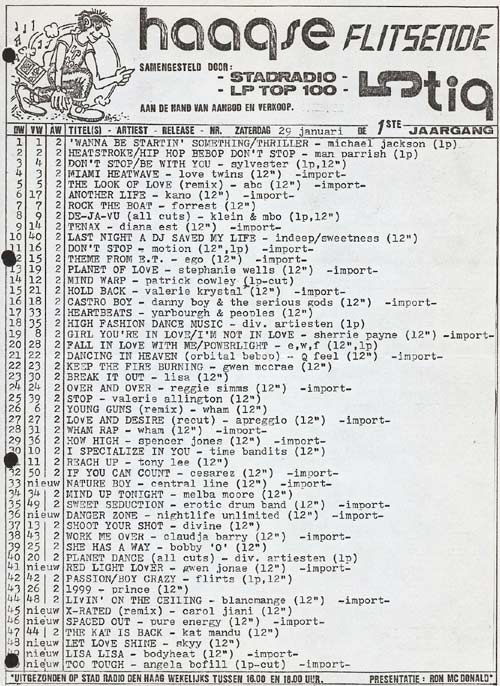 haagse FLITSENDE
SAMENGESTELD DOOR:
- STADRADIO -
- LP TOP 100 -
LPtiq
AAN DE HAND VAN AANBOD EN VERKOOP.
DW VW AW TITEL(S) - ARTIEST - RELEASE - NR. ZATERDAG 29 januari DE 1STE JAARGANG
1 1 2 'WANNA BE STARTIN' SOMETHING/THRILLER - michael jackson (lp)
2 2 2 HEATSTROKE/HIP HOP BEBOP DON'T STOP - man parrish (lp)
3 4 2 DON'T STOP/BE WITH YOU - sylvester (lp,12")
4 3 2 MIAMI HEATWAVE - love twins (12") -import-
5 5 2 THE LOOK OF LOVE (remix) - abc (12") -import-
6 17 2 ANOTHER LIFE - kano (12") -import-
7 7 2 ROCK THE BOAT - forrest (12")
8 9 2 DE-JA-VU (all cuts) - klein & mbo (lp,12")
9 14 2 TENAX - diana est (12") -import-
10 40 2 LAST NIGHT A DJ SAVED MY LIFE - indeep/sweetness (12")
11 16 2 DON'T STOP - motion (12",lp) -import-
12 15 2 THEME FROM E.T. - ego (12") -import-
13 19 2 PLANET OF LOVE - stephanie wells (12") -import-
14 12 2 MIND WARP - patrick cowley (lp-cut)
15 21 2 HOLD BACK - valerie krystal (12") -import-
16 18 2 CASTRO BOY - danny boy & the serious gods (12") -import-
17 33 2 HEARTBEATS - yarbourgh & peoples (12")
18 35 2 HIGH FASHION DANCE MUSIC - div. artiesten (lp)
19 8 2 GIRL YOU'RE IN LOVE/I'M NOT IN LOVE - sherrie payne (12") -import-
20 28 2 FALL IN LOVE WITH ME/POWERLIGHT - e,w,f (12",lp)
21 22 2 DANCING IN HEAVEN (orbital bebop) - Q feel (12") -import-
22 23 2 KEEP THE FIRE BURNING - gwen mccrae (12")
23 30 2 BREAK IT OUT - lisa (12")
24 24 2 OVER AND OVER - reggie simms (12") -import-
25 39 2 STOP - valerie allington (12")
26 6 2 YOUNG GUNS (remix) - wham (12")
27 27 2 LOVE AND DESIRE (recut) - apreggio (12") -import-
28 31 2 WHAM RAP - wham (12") -import-
29 36 2 HOW HIGH - spencer jones (12") -import-
30 10 2 I SPECIALIZE IN YOU - time bandits (12")
11 2 REACH UP - tony lee (12")
32 50 2 IF YOU CAN COUNT - cesarez (12") -import-
33 nieuw NATURE BOY - central line (12") -import-
34 34 2 MIND UP TONIGHT - melba moore (12")
35 49 2 SWEET SEDUCTION - erotic drum band (12") -import-
36 nieuw DANGER ZONE - nightlife unlimited (12") -import-
37 13 2 SHOOT YOUR SHOT - divine (12")
38 43 2 WORK ME OVER - claudja barry (12") -import-
39 25 2 SHE HAS A WAY - bobby 'O' (12")
40 20 2 PLANET DANCE (all cuts) - div. artiesten (lp)
41 nieuw RED LIGHT LOVER - gwen jonae (12") -import-
42 42 2 PASSION/BOY CRAZY - flirts (lp,12")
43 26 2 1999 - prince (12")
44 48 2 LIVIN' ON THE CEILING - blancmange (12") -import-
45 nieuw X-RATED (remix) - carol jiani (12")
46 nieuw SPACED OUT - pure energy (12") -import-
47 44 2 THE KAT IS BACK - kat mandu (12")
48 nieuw LET LOVE SHINE - skyy (12")
nieuw LISA LISA - bodyheat (12") -import-
nieuw TOO TOUGH - angela bofill (lp-cut) -import-
"UITGEZONDEN OP STAD RADIO DEN HAAG WEKELIJKS TUSSEN 16.00 EN 18.00 UUR. PRESENTATIE: RON MC DONALD"